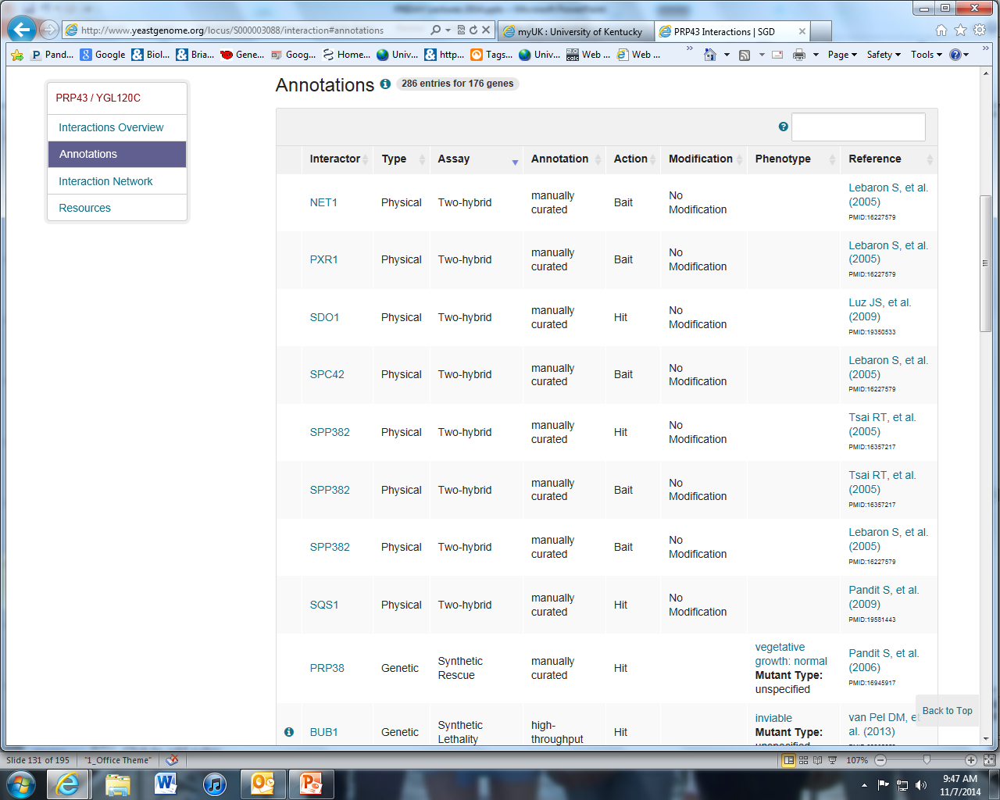 http://www.yeastgenome.org/locus/S000003088/interaction#annotations
myUK : University of Kentucky
PRP43 Interactions | SGD
Pand...
Google
Biol...
Bria...
Gene...
Goog...
Home...
Univ...
http...
Tags...
Univ...
Web ...
Web ...
Page
Safety
Tools
Annotations
286 entries for 176 genes
PRP43 / YGL120C
Interactions Overview
Annotations
Interaction Network
Resources
Interactor Type Assay Annotation Action Modification Phenotype Reference
NET1 Physical Two-hybrid manually curated Bait No Modification Lebaron S, et al. (2005) PMID:16227579
PXR1 Physical Two-hybrid manually curated Bait No Modification Lebaron S, et al. (2005) PMID:16227579
SDO1 Physical Two-hybrid manually curated Hit No Modification Luz JS, et al. (2009) PMID:19350533
SPC42 Physical Two-hybrid manually curated Bait No Modification Lebaron S, et al. (2005) PMID:16227579
SPP382 Physical Two-hybrid manually curated Hit No Modification Tsai RT, et al. (2005) PMID:16357217
SPP382 Physical Two-hybrid manually curated Bait No Modification Tsai RT, et al. (2005) PMID:16357217
SPP382 Physical Two-hybrid manually curated Bait No Modification Lebaron S, et al. (2005) PMID:16227579
SQS1 Physical Two-hybrid manually curated Hit No Modification Pandit S, et al. (2009) PMID:19581443
PRP38 Genetic Synthetic Rescue manually curated Hit vegetative growth: normal Mutant Type: unspecified Pandit S, et al. (2006) PMID:16945917
BUB1 Genetic Synthetic Lethality high-throughput Hit inviable Mutant Type: unspecified van Pel DM, et al. (2013)
Back to Top
Slide 131 of 195
"1_Office Theme"
107%
9:47 AM
11/7/2014